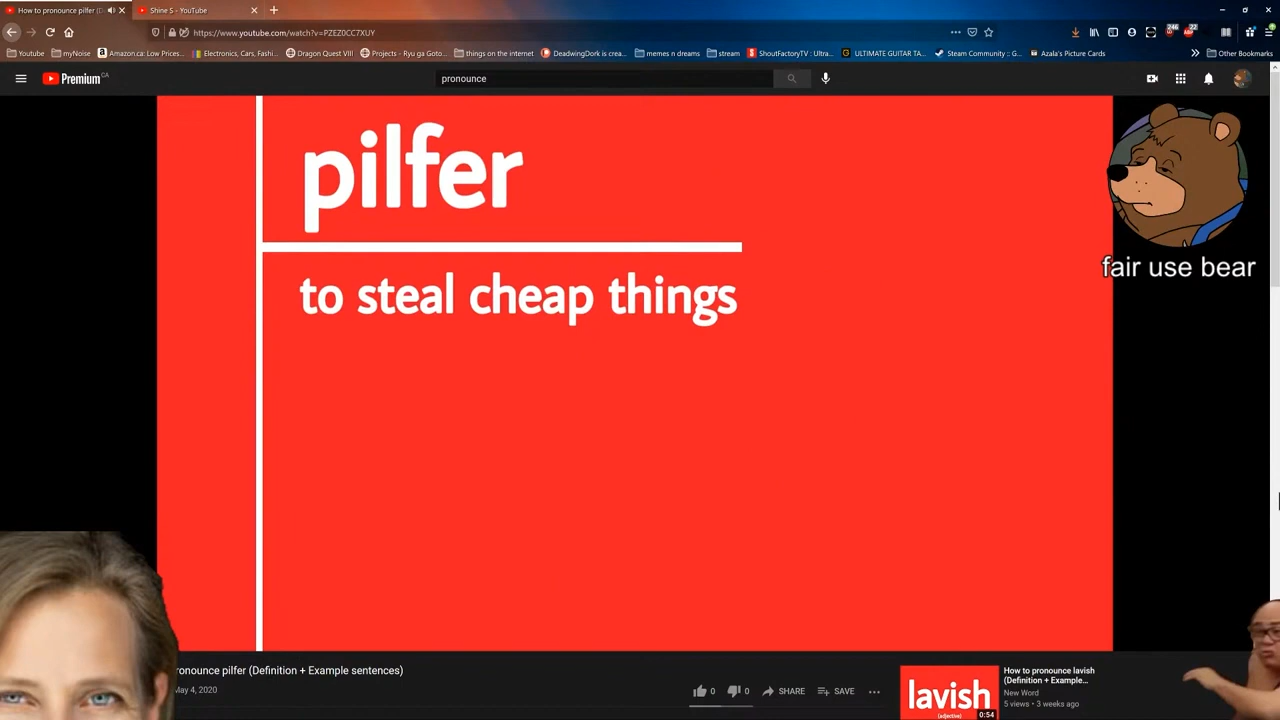 How to pronounce pilfer (D
Shine S - YouTube
https://www.youtube.com/watch?v=PZEZ0CC7XUY
Youtube
myNoise
Amazon.ca: Low Prices...
Electronics, Cars, Fashi...
Dragon Quest VIII
Projects - Ryu ga Goto...
things on the internet
DeadwingDork is crea...
memes n dreams
stream
ShoutFactoryTV : Ultra...
ULTIMATE GUITAR TA...
Steam Community :: G...
Azala's Picture Cards
Other Bookmarks
Premium CA
pronounce
pilfer
to steal cheap things
fair use bear
ronounce pilfer (Definition + Example sentences)
May 4, 2020
0
0
SHARE
SAVE
lavish
(adjective)
0:54
How to pronounce lavish
(Definition + Example...
New Word
5 views • 3 weeks ago